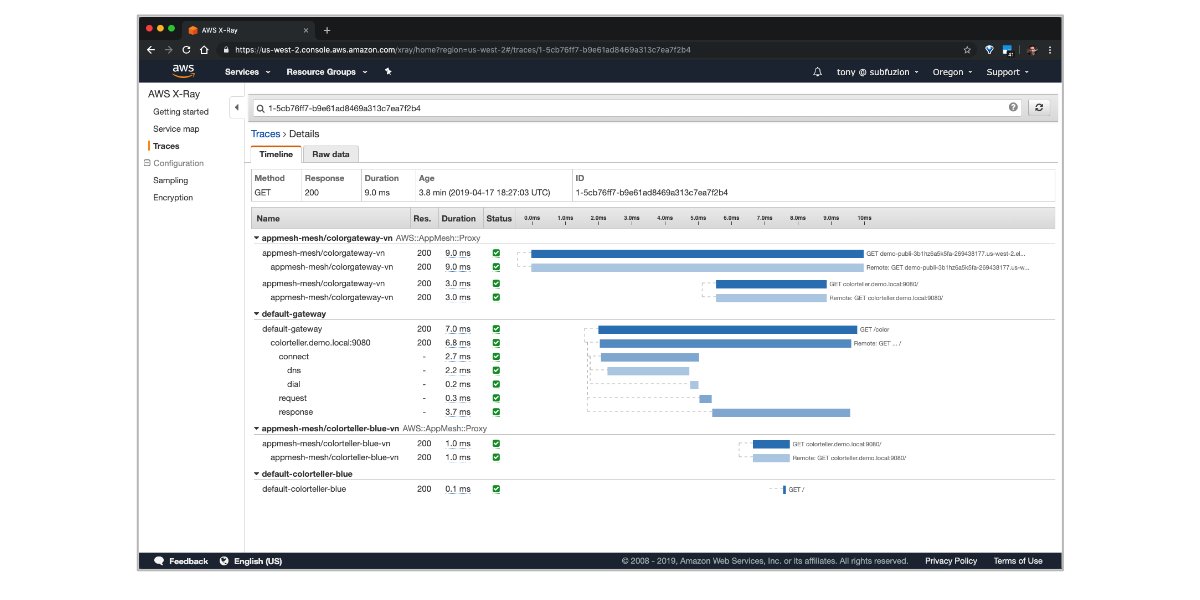 AWS X-Ray
https://us-west-2.console.aws.amazon.com/xray/home?region=us-west-2#/traces/1-5cb76ff7-b9e61ad8469a313c7ea7f2b4
aws Services Resource Groups tony @ subfuzion Oregon Support
AWS X-Ray
Getting started
Service map
Traces
Configuration
Sampling
Encryption
1-5cb76ff7-b9e61ad8469a313c7ea7f2b4
Traces > Details
Timeline Raw data
Method Response Duration Age ID
GET 200 9.0 ms 3.8 min (2019-04-17 18:27:03 UTC) 1-5cb76ff7-b9e61ad8469a313c7ea7f2b4
Name Res. Duration Status 0.0ms 1.0ms 2.0ms 3.0ms 4.0ms 5.0ms 6.0ms 7.0ms 8.0ms 9.0ms 10ms
appmesh-mesh/colorgateway-vn AWS::AppMesh::Proxy
appmesh-mesh/colorgateway-vn 200 9.0 ms GET demo-publi-3b1hz6a5k5fa-269438177.us-west-2.el...
appmesh-mesh/colorgateway-vn 200 9.0 ms Remote: GET demo-publi-3b1hz6a5k5fa-269438177.us-w...
appmesh-mesh/colorgateway-vn 200 3.0 ms GET colorteller.demo.local:9080/
appmesh-mesh/colorgateway-vn 200 3.0 ms Remote: GET colorteller.demo.local:9080/
default-gateway
default-gateway 200 7.0 ms GET /color
colorteller.demo.local:9080 200 6.8 ms Remote: GET ... /
connect - 2.7 ms
dns - 2.2 ms
dial - 0.2 ms
request - 0.3 ms
response - 3.7 ms
appmesh-mesh/colorteller-blue-vn AWS::AppMesh::Proxy
appmesh-mesh/colorteller-blue-vn 200 1.0 ms GET colorteller.demo.local:9080/
appmesh-mesh/colorteller-blue-vn 200 1.0 ms Remote: GET colorteller.demo.local:9080/
default-colorteller-blue
default-colorteller-blue 200 0.1 ms GET /
Feedback English (US) © 2008 - 2019, Amazon Web Services, Inc. or its affiliates. All rights reserved. Privacy Policy Terms of Use